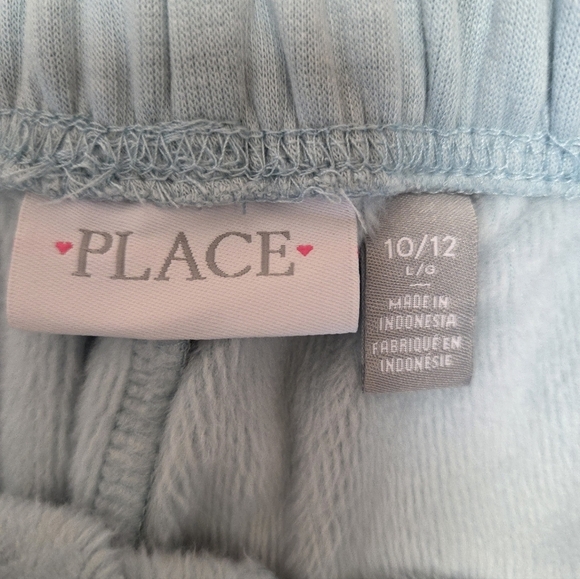 PLACE
10/12
L/G
MADE IN
INDONESIA
FABRIQUÉ EN
INDONÉSIE